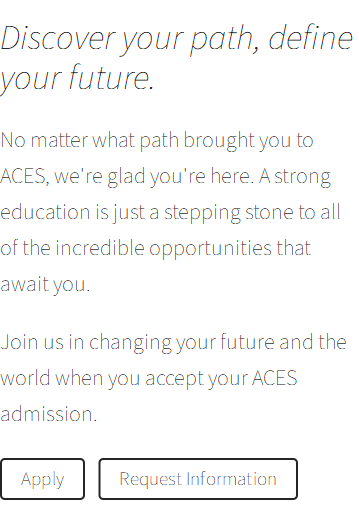 Discover your path, define
your future.
No matter what path brought you to
ACES, we're glad you're here. A strong
education is just a stepping stone to all
of the incredible opportunities that
await you.
Join us in changing your future and the
world when you accept your ACES
admission.
Apply
Request Information